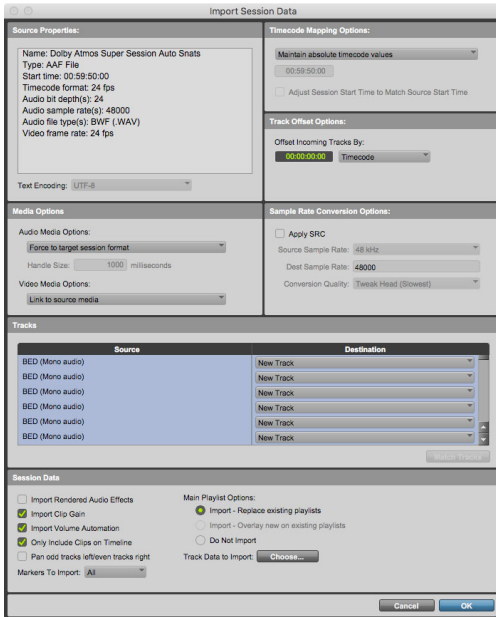 Import Session Data
Source Properties:
Name: Dolby Atmos Super Session Auto Snats
Type: AAF File
Start time: 00:59:50:00
Timecode format: 24 fps
Audio bit depth(s): 24
Audio sample rate(s): 48000
Audio file type(s): BWF (.WAV)
Video frame rate: 24 fps
Text Encoding: UTF-8
Timecode Mapping Options:
Maintain absolute timecode values
00:59:50:00
Adjust Session Start Time to Match Source Start Time
Track Offset Options:
Offset Incoming Tracks By:
00:00:00:00 Timecode
Media Options
Audio Media Options:
Force to target session format
Handle Size: 1000 milliseconds
Video Media Options:
Link to source media
Sample Rate Conversion Options:
Apply SRC
Source Sample Rate: 48 kHz
Dest Sample Rate: 48000
Conversion Quality: Tweak Head (Slowest)
Tracks
Source Destination
BED (Mono audio) New Track
BED (Mono audio) New Track
BED (Mono audio) New Track
BED (Mono audio) New Track
BED (Mono audio) New Track
BED (Mono audio) New Track
Match Tracks
Session Data
Import Rendered Audio Effects
Import Clip Gain
Import Volume Automation
Only Include Clips on Timeline
Pan odd tracks left/even tracks right
Markers To Import: All
Main Playlist Options:
Import - Replace existing playlists
Import - Overlay new on existing playlists
Do Not Import
Track Data to Import: Choose...
Cancel OK